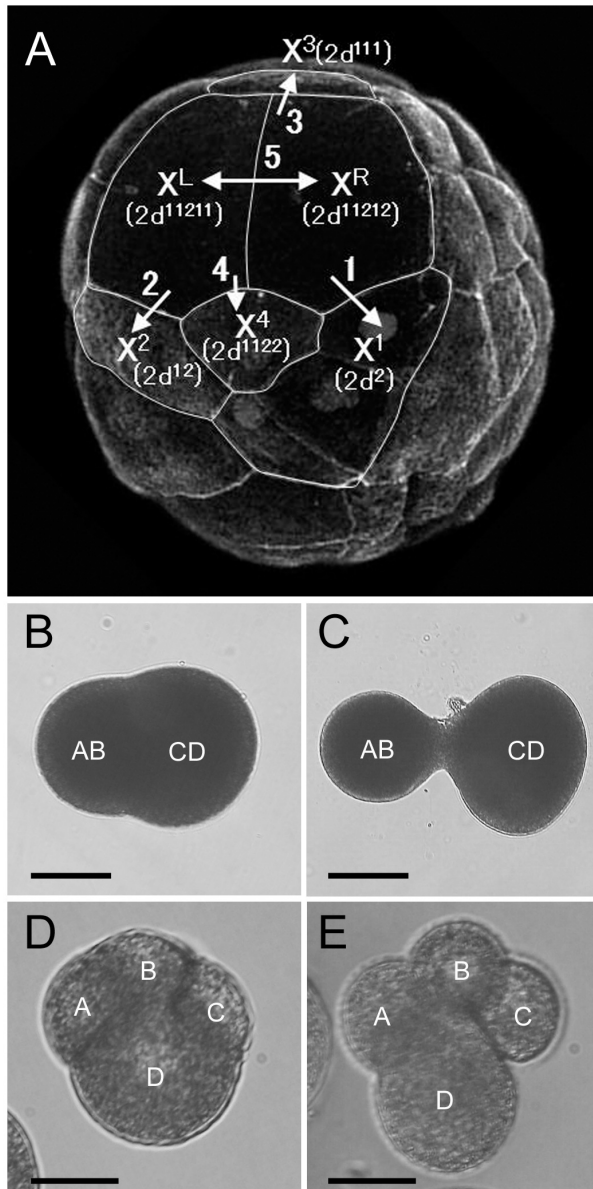 A
X³(2d¹¹¹)
3
5
Xᴸ Xᴿ
(2d¹¹²¹¹) (2d¹¹²¹²)
2 4 1
X² X⁴ X¹
(2d¹²) (2d¹¹²²) (2d²)
B C
AB CD AB CD
D E
B B
A C A C
D D